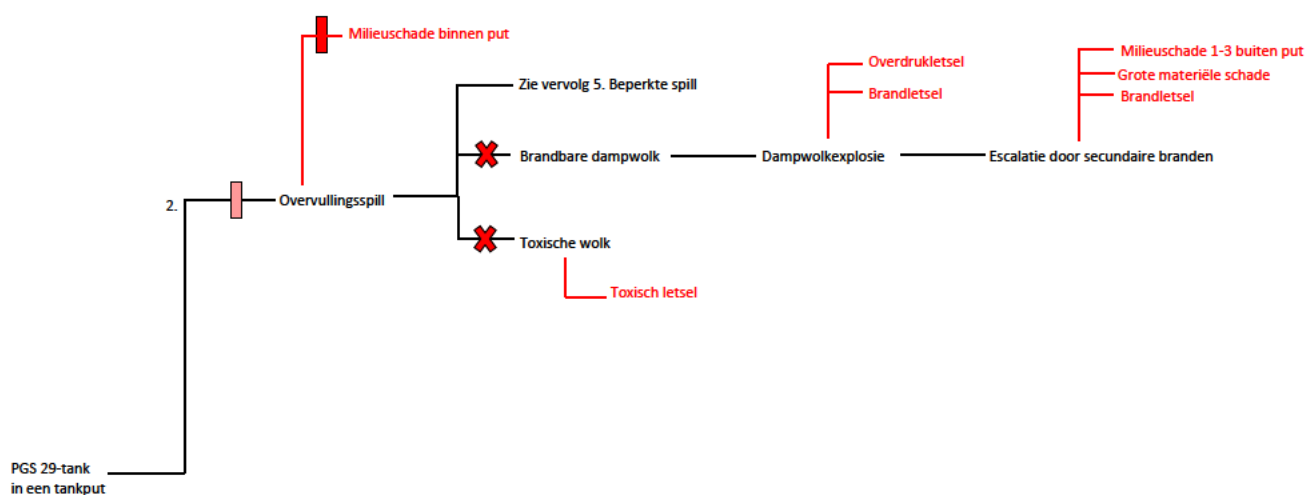 Milieuschade binnen put
Milieuschade 1-3 buiten put
Overdrukletsel
Grote materiële schade
Zie vervolg 5. Beperkte spill
Brandletsel
Brandletsel
Brandbare dampwolk
Dampwolkexplosie
Escalatie door secundaire branden
2.
Overvullingsspill
Toxische wolk
Toxisch letsel
PGS 29-tank
in een tankput